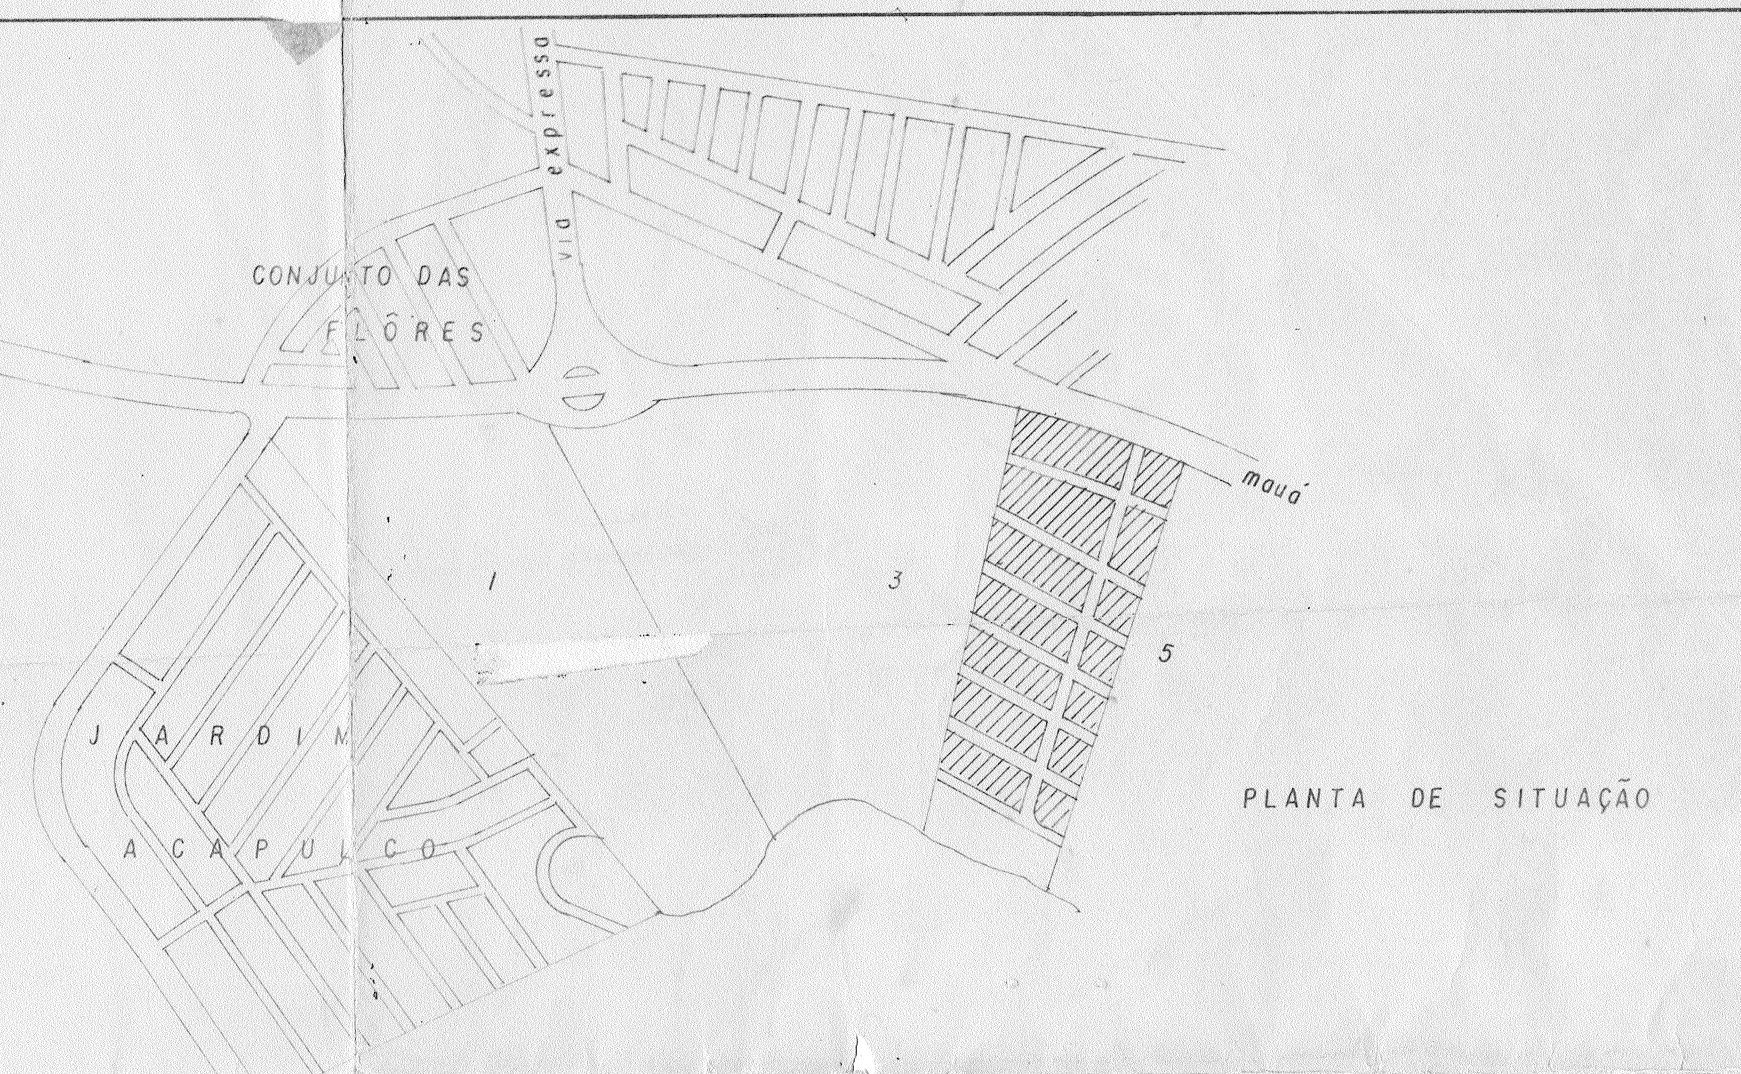 via expressa
CONJUNTO DAS
FLÔRES
mauá
1
3
5
JARDIM
ACAPULCO
PLANTA DE SITUAÇÃO